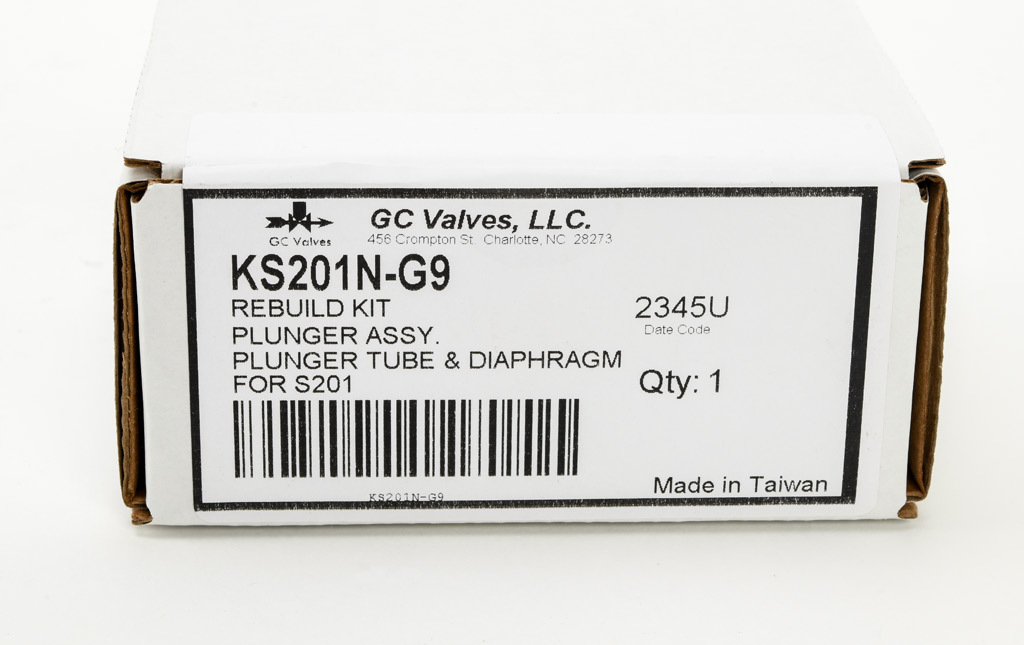 GC Valves
GC Valves, LLC.
456 Crompton St. Charlotte, NC 28273
KS201N-G9
REBUILD KIT
PLUNGER ASSY.
PLUNGER TUBE & DIAPHRAGM
FOR S201
2345U
Date Code
Qty: 1
KS201N-G9
Made in Taiwan